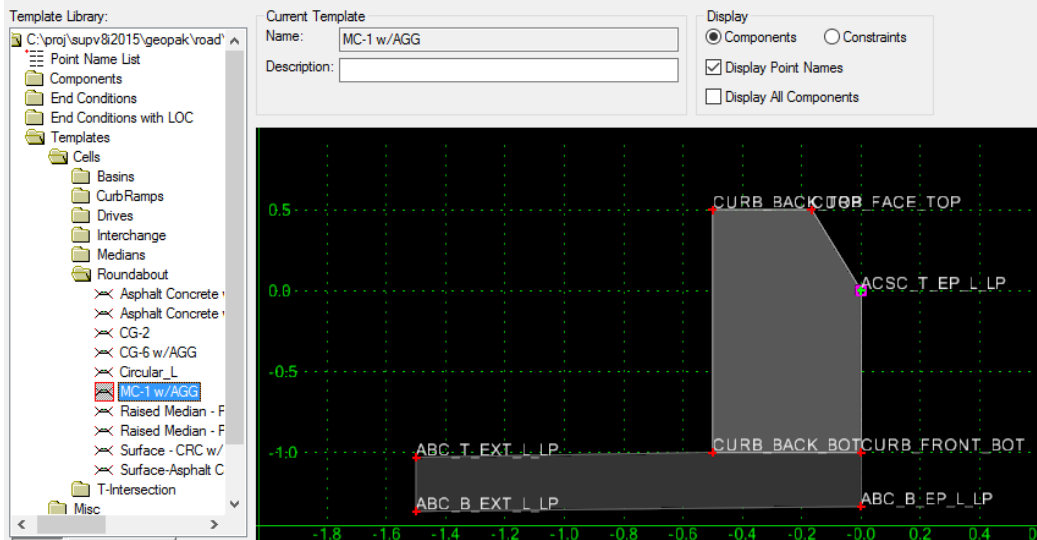 Template Library:
C:\proj\supv8i2015\geopak\road\
Point Name List
Components
End Conditions
End Conditions with LOC
Templates
Cells
Basins
CurbRamps
Drives
Interchange
Medians
Roundabout
Asphalt Concrete
Asphalt Concrete
CG-2
CG-6 w/AGG
Circular_L
MC-1 w/AGG
Raised Median - F
Raised Median - F
Surface - CRC w/
Surface-Asphalt C
T-Intersection
Misc
Current Template
Name: MC-1 w/AGG
Description:
Display
Components Constraints
Display Point Names
Display All Components
0.5
CURB_BACK_TOP CURB_FACE_TOP
0.0
ACSC_T_EP_L_LP
-0.5
-1.0
ABC_T_EXT_L_LP
CURB_BACK_BOT CURB_FRONT_BOT
ABC_B_EXT_L_LP
ABC_B_EP_L_LP
-1.8 -1.6 -1.4 -1.2 -1.0 -0.8 -0.6 -0.4 -0.2 0.0 0.2 0.4